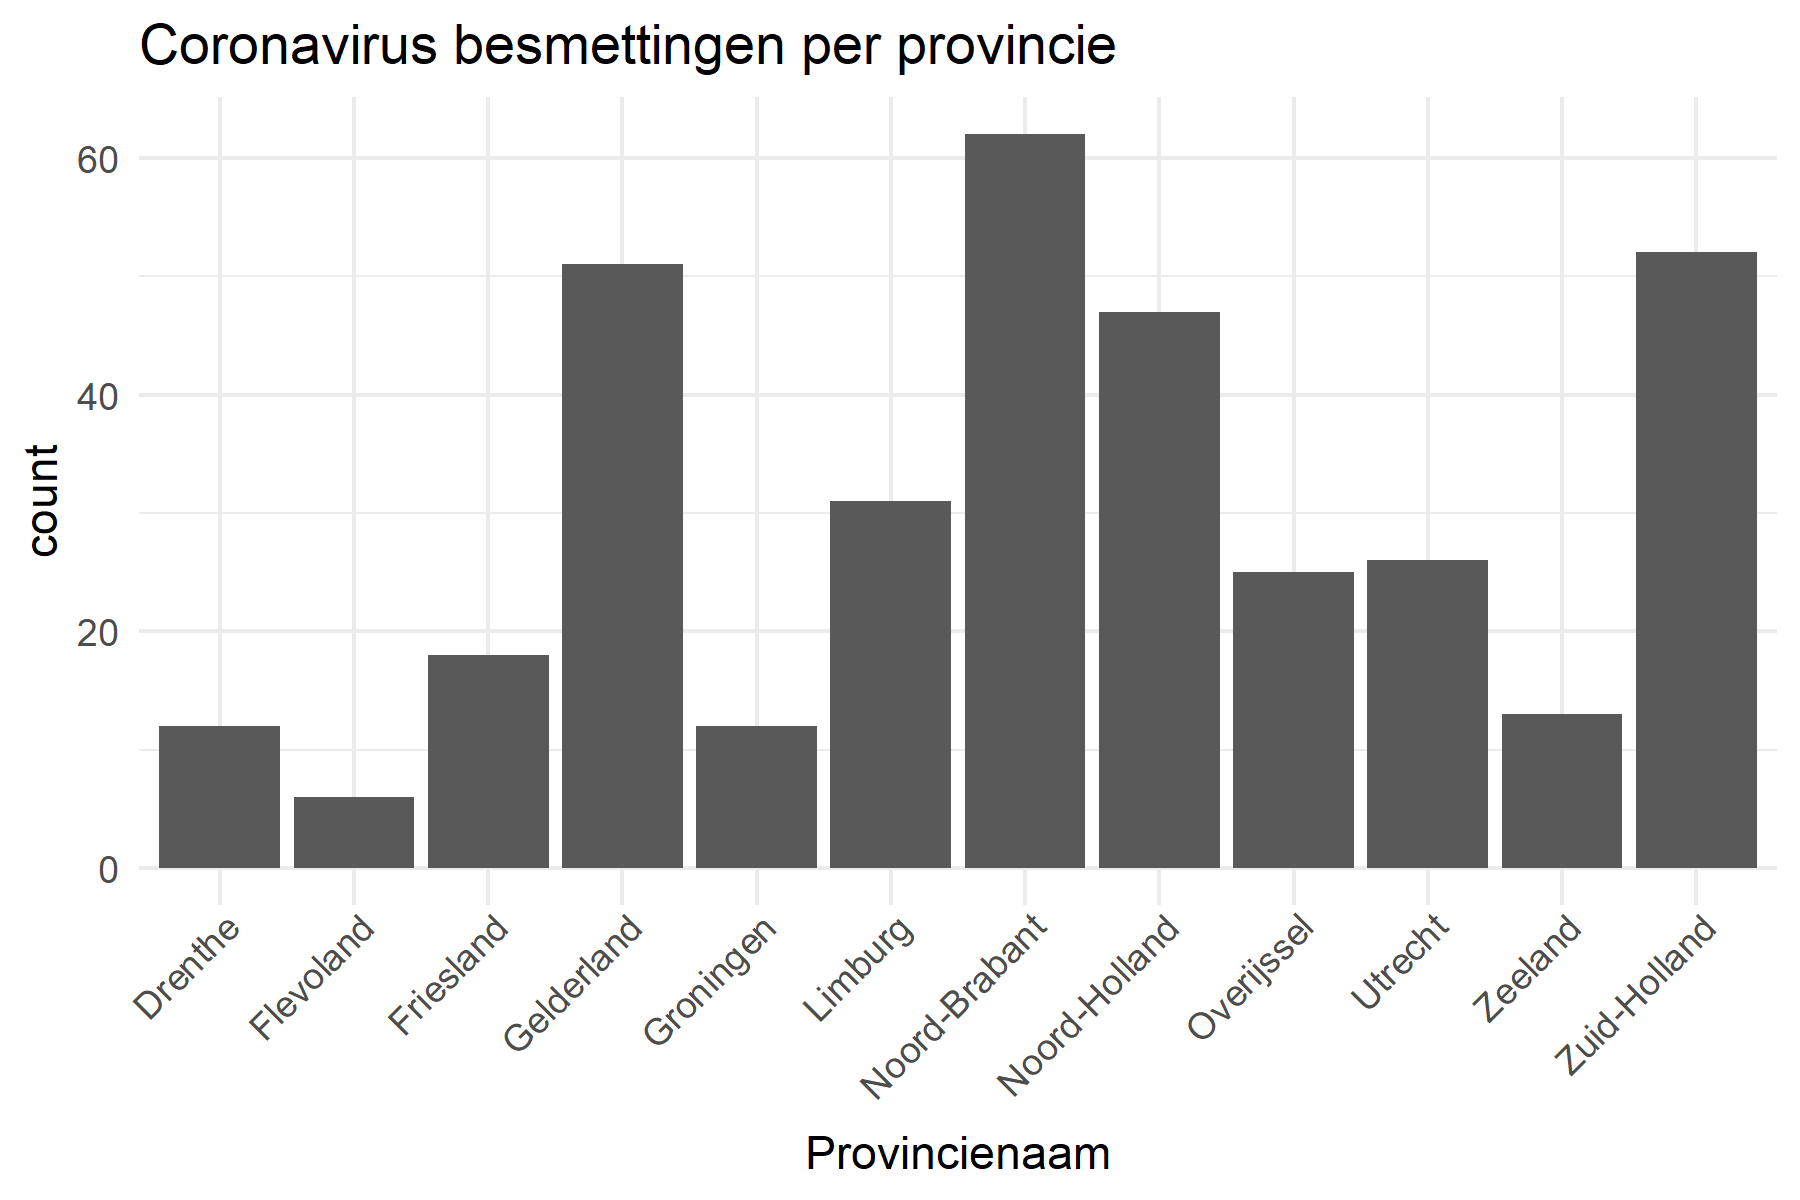 Coronavirus besmettingen per provincie
60
40
20
0
count
Drenthe
Flevoland
Friesland
Gelderland
Groningen
Limburg
Noord-Brabant
Noord-Holland
Overijssel
Utrecht
Zeeland
Zuid-Holland
Provincienaam